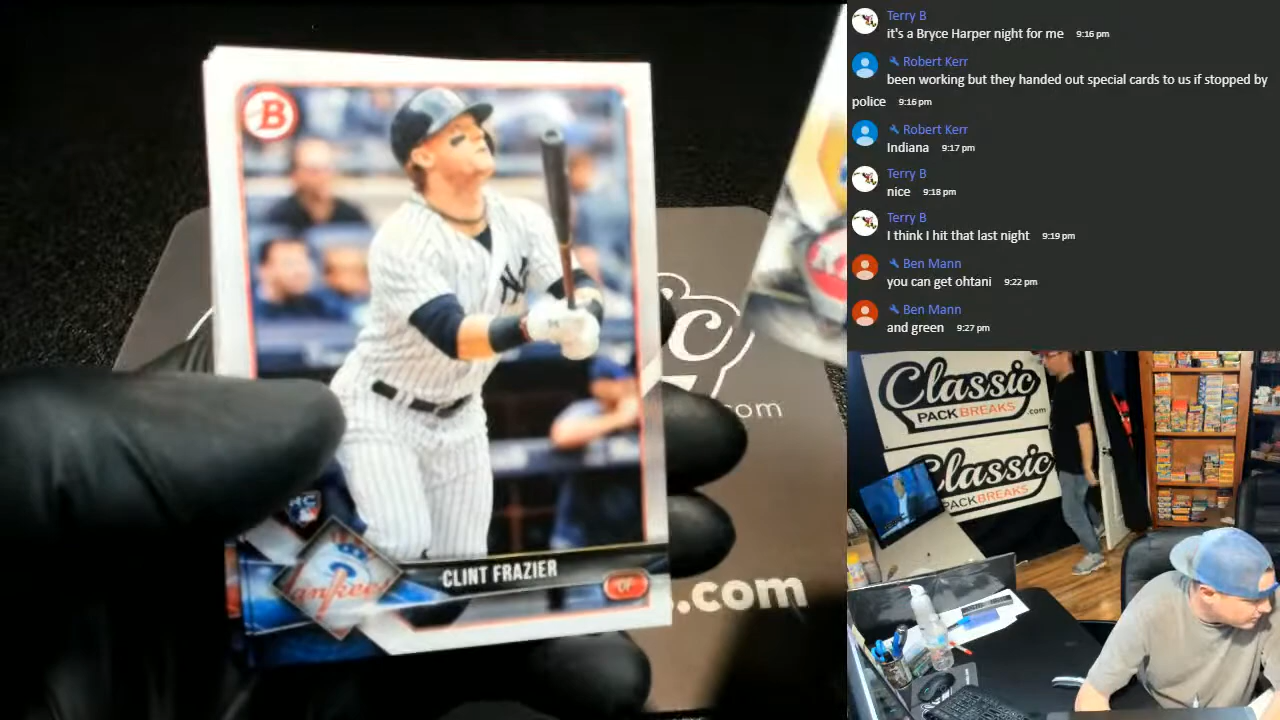 B
NY
RC
Yankees
CLINT FRAZIER
OF
c
com
s.com
Terry B
it's a Bryce Harper night for me 9:16 pm
Robert Kerr
been working but they handed out special cards to us if stopped by
police 9:16 pm
Robert Kerr
Indiana 9:17 pm
Terry B
nice 9:18 pm
Terry B
I think I hit that last night 9:19 pm
Ben Mann
you can get ohtani 9:22 pm
Ben Mann
and green 9:27 pm
Classic
PACK BREAKS.com
Classic
PACK BREAKS.com